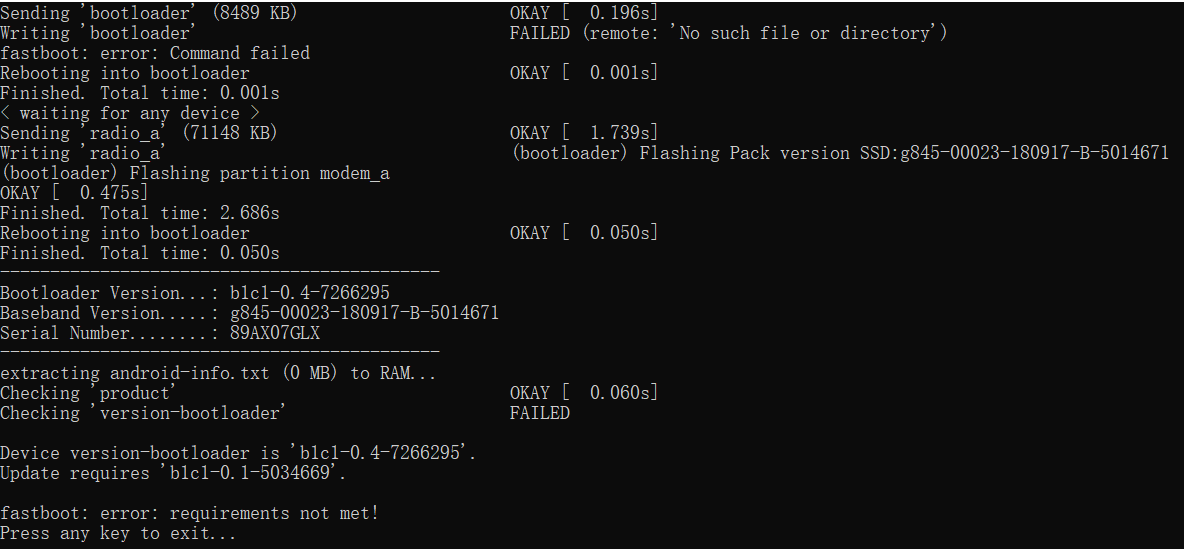 Sending 'bootloader' (8489 KB)                     OKAY [  0.196s]
Writing 'bootloader'                               FAILED (remote: 'No such file or directory')
fastboot: error: Command failed
Rebooting into bootloader                          OKAY [  0.001s]
Finished. Total time: 0.001s
< waiting for any device >
Sending 'radio_a' (71148 KB)                       OKAY [  1.739s]
Writing 'radio_a'                                  (bootloader) Flashing Pack version SSD:g845-00023-180917-B-5014671
(bootloader) Flashing partition modem_a
OKAY [  0.475s]
Finished. Total time: 2.686s
Rebooting into bootloader                          OKAY [  0.050s]
Finished. Total time: 0.050s
--------------------------------------------
Bootloader Version...: b1c1-0.4-7266295
Baseband Version.....: g845-00023-180917-B-5014671
Serial Number........: 89AX07GLX
--------------------------------------------
extracting android-info.txt (0 MB) to RAM...
Checking 'product'                                 OKAY [  0.060s]
Checking 'version-bootloader'                      FAILED

Device version-bootloader is 'b1c1-0.4-7266295'.
Update requires 'b1c1-0.1-5034669'.

fastboot: error: requirements not met!
Press any key to exit...